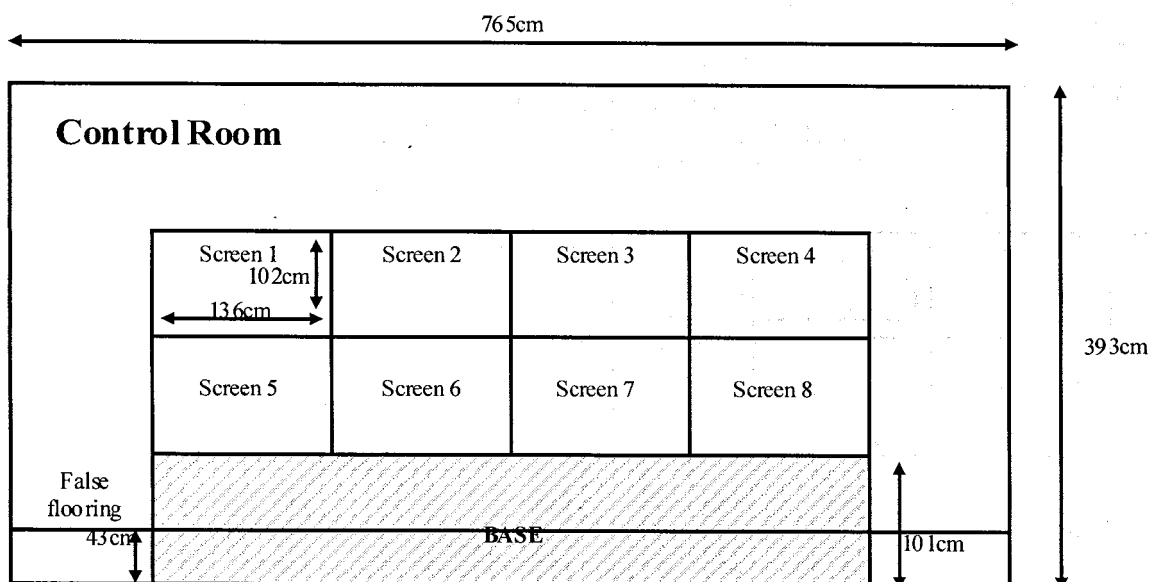 765cm
Control Room
Screen 1
Screen 2
Screen 3
Screen 4
102cm
136cm
393cm
Screen 5
Screen 6
Screen 7
Screen 8
False
flooring
43cm
BASE
101cm